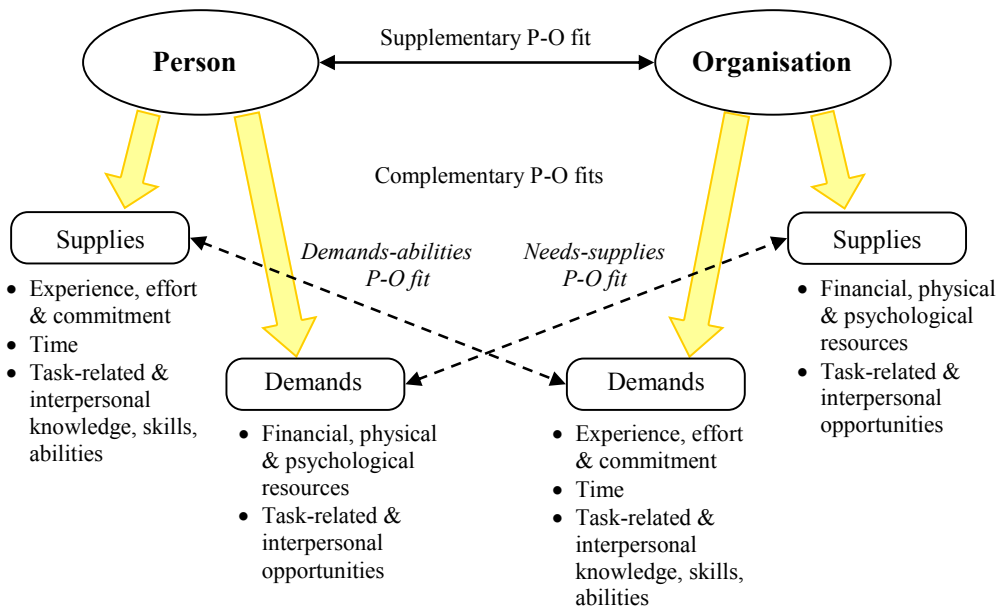 Supplementary P-O fit
Person
Organisation
Complementary P-O fits
Supplies
Demands-abilities
P-O fit
Needs-supplies
P-O fit
Supplies
• Experience, effort
& commitment
• Time
• Task-related &
interpersonal
knowledge, skills,
abilities
Demands
• Financial, physical
& psychological
resources
• Task-related &
interpersonal
opportunities
Demands
• Experience, effort
& commitment
• Time
• Task-related &
interpersonal
knowledge, skills,
abilities
• Financial, physical
& psychological
resources
• Task-related &
interpersonal
opportunities